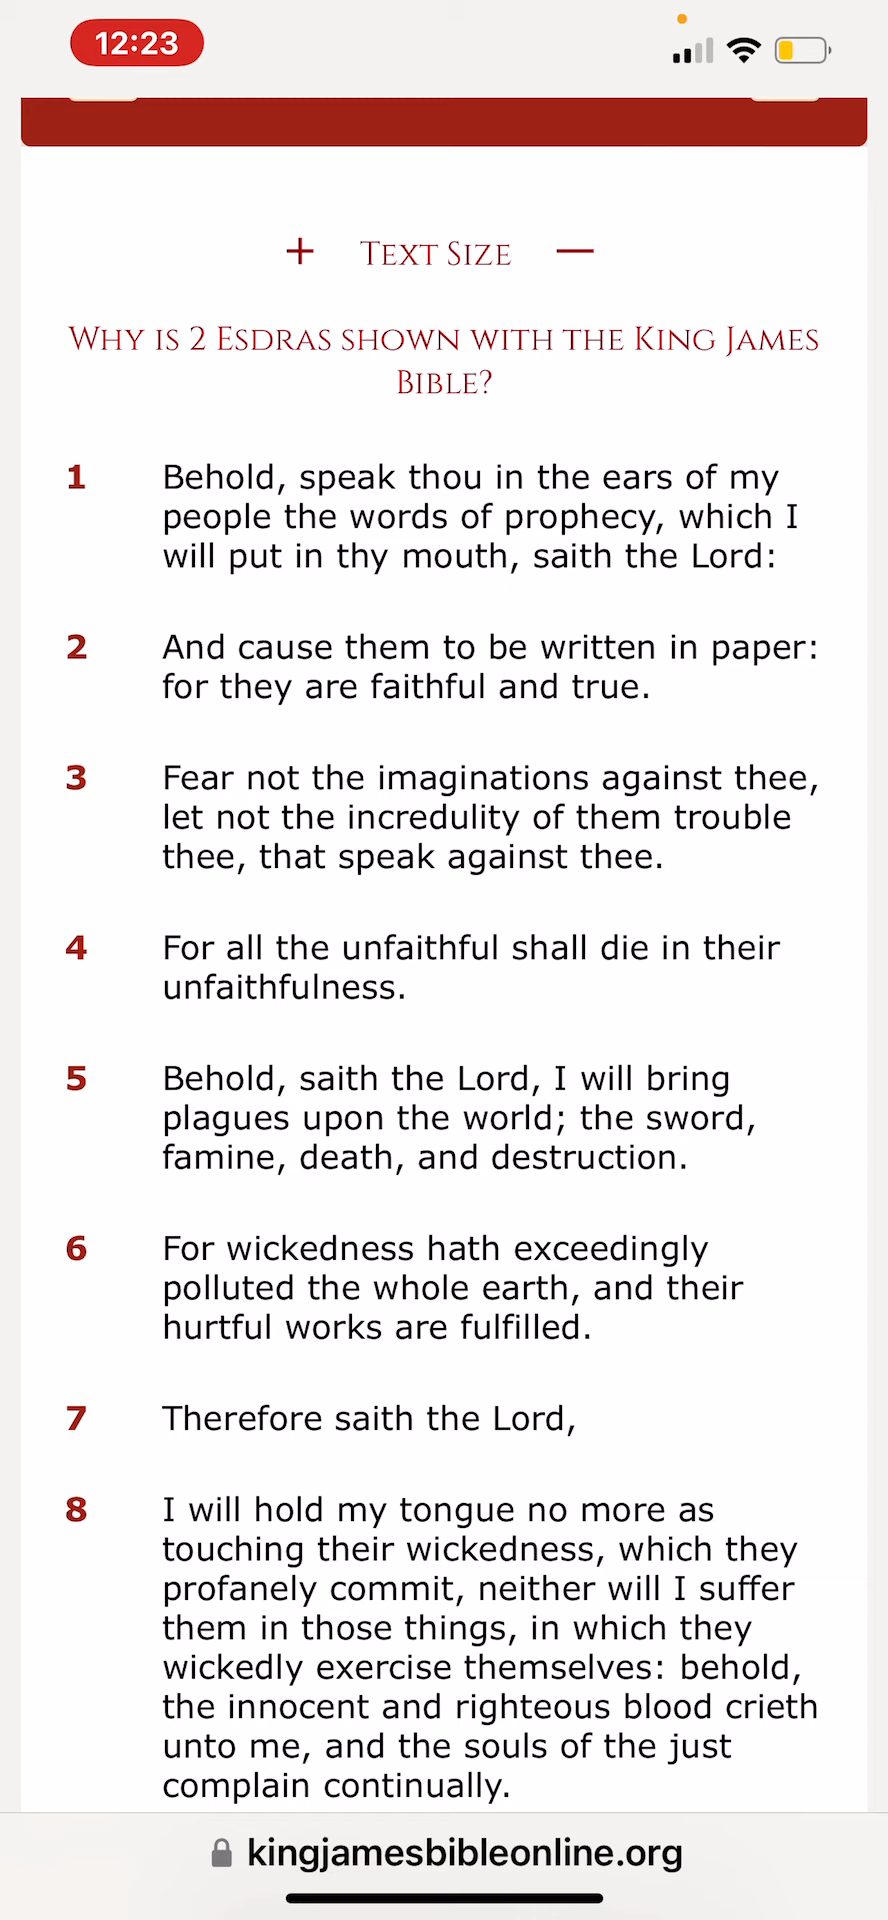 12:23
+ Text Size —
Why is 2 Esdras shown with the King James
Bible?
1 Behold, speak thou in the ears of my
people the words of prophecy, which I
will put in thy mouth, saith the Lord:
2 And cause them to be written in paper:
for they are faithful and true.
3 Fear not the imaginations against thee,
let not the incredulity of them trouble
thee, that speak against thee.
4 For all the unfaithful shall die in their
unfaithfulness.
5 Behold, saith the Lord, I will bring
plagues upon the world; the sword,
famine, death, and destruction.
6 For wickedness hath exceedingly
polluted the whole earth, and their
hurtful works are fulfilled.
7 Therefore saith the Lord,
8 I will hold my tongue no more as
touching their wickedness, which they
profanely commit, neither will I suffer
them in those things, in which they
wickedly exercise themselves: behold,
the innocent and righteous blood crieth
unto me, and the souls of the just
complain continually.
kingjamesbibleonline.org